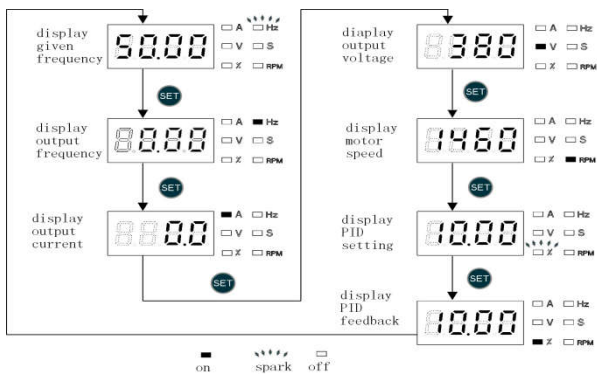 display
given
frequency
50.00
A Hz
V S
% RPM
SET
display
output
frequency
0.00
A Hz
V S
% RPM
SET
display
output
current
0.0
A Hz
V S
% RPM
SET
diaplay
output
voltage
380
A Hz
V S
% RPM
SET
display
motor
speed
1460
A Hz
V S
% RPM
SET
display
PID
setting
10.00
A Hz
V S
% RPM
SET
display
PID
feedback
10.00
A Hz
V S
% RPM
on spark off